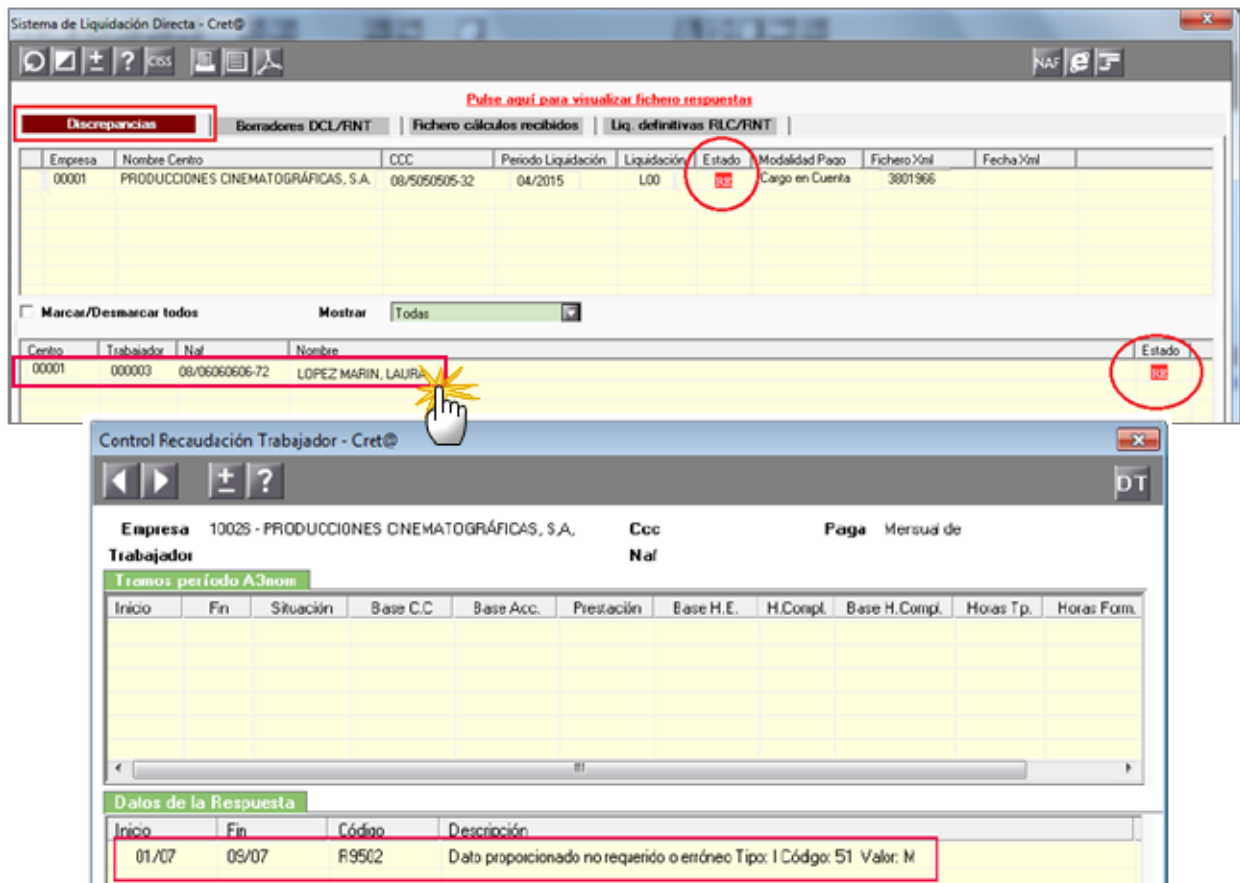 Sistema de Liquidación Directa - Cret@
± ? CISS NAF
Pulse aquí para visualizar fichero respuestas
Discrepancias Borradores DCL/RNT Fichero cálculos recibidos Liq. definitivas RLC/RNT
Empresa Nombre Centro CCC Periodo Liquidación Liquidación Estado Modalidad Pago Fichero Xml Fecha Xml
00001 PRODUCCIONES CINEMATOGRÁFICAS, S.A. 08/5050505-32 04/2015 L00 RE Cargo en Cuenta 3801966
Marcar/Desmarcar todos Mostrar Todas
Centro Trabajador Naf Nombre Estado
00001 000003 08/06060606-72 LOPEZ MARIN, LAURA RE
Control Recaudación Trabajador - Cret@
± ? DT
Empresa 10026 - PRODUCCIONES CINEMATOGRÁFICAS, S.A. Ccc Paga Mensual de
Trabajador Naf
Tramos período A3nom
Inicio Fin Situación Base C.C Base Acc. Prestación Base H.E. H.Compl. Base H.Compl. Horas Tp. Horas Form.
Datos de la Respuesta
Inicio Fin Código Descripción
01/07 09/07 R9502 Dato proporcionado no requerido o erróneo Tipo: I Código: 51 Valor: M